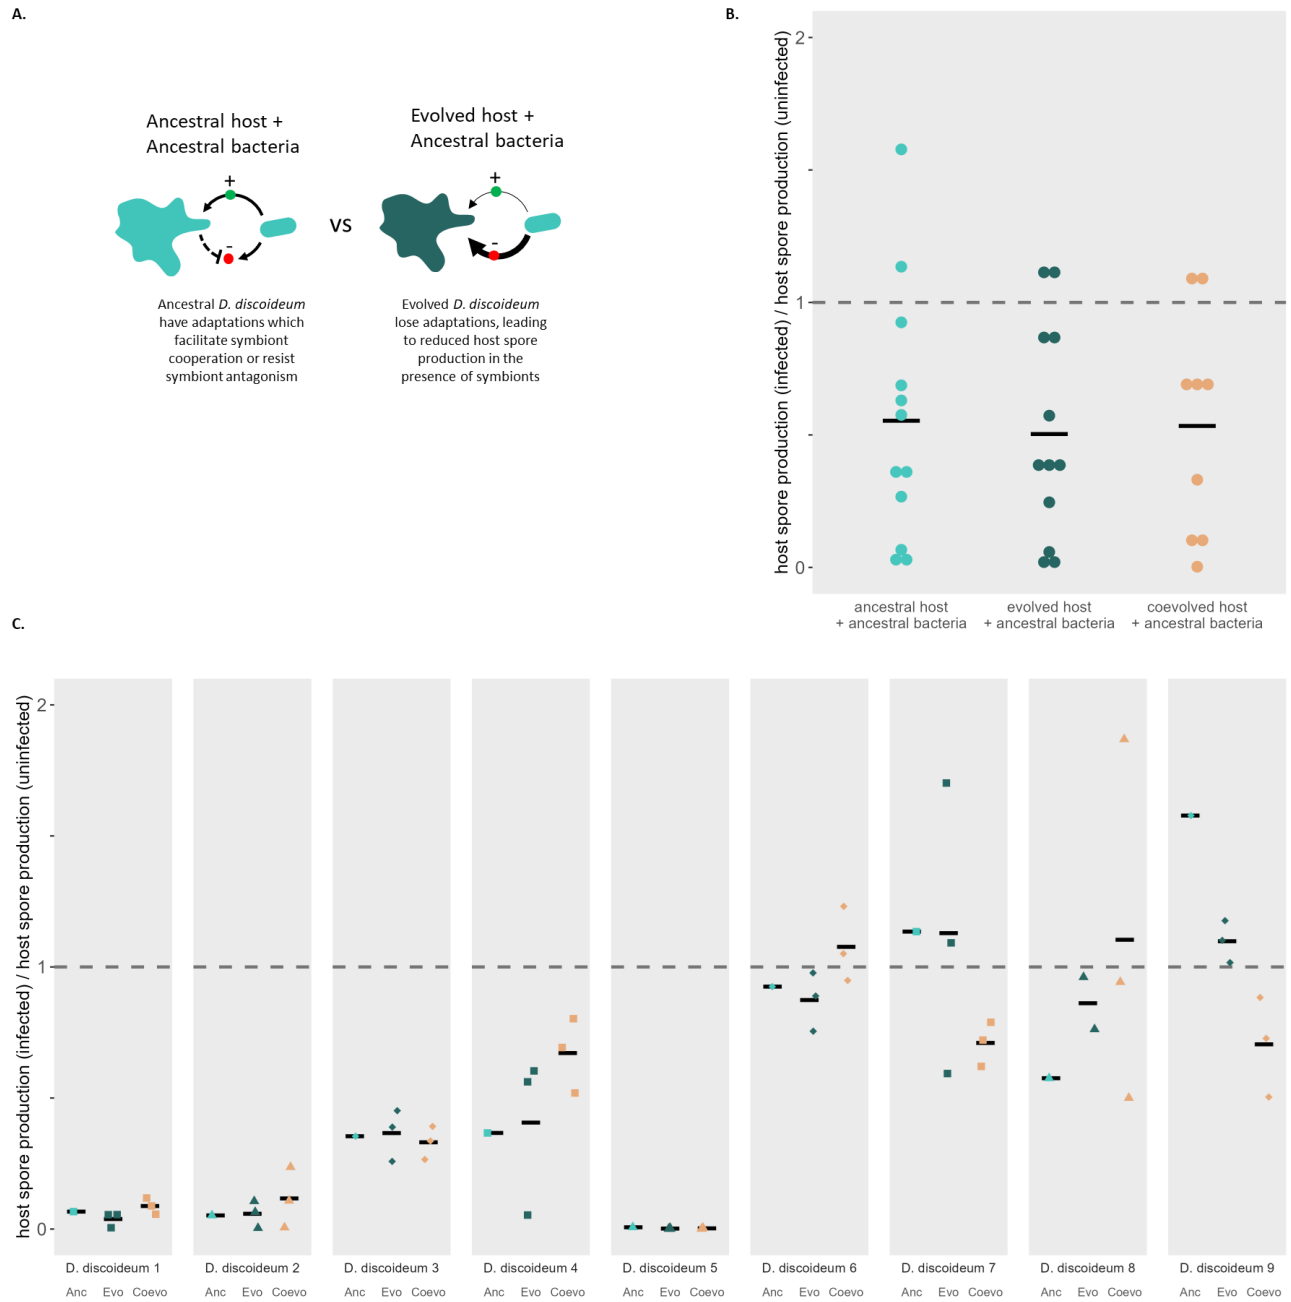 A.
Ancestral host +
Ancestral bacteria
Evolved host +
Ancestral bacteria
+
-
vs
+
-
Ancestral D. discoideum
have adaptations which
facilitate symbiont
cooperation or resist
symbiont antagonism
Evolved D. discoideum
lose adaptations, leading
to reduced host spore
production in the
presence of symbionts
B.
host spore production (infected) / host spore production (uninfected)
2
1
0
ancestral host
+ ancestral bacteria
evolved host
+ ancestral bacteria
coevolved host
+ ancestral bacteria
C.
host spore production (infected) / host spore production (uninfected)
2
1
0
D. discoideum 1
D. discoideum 2
D. discoideum 3
D. discoideum 4
D. discoideum 5
D. discoideum 6
D. discoideum 7
D. discoideum 8
D. discoideum 9
Anc Evo Coevo
Anc Evo Coevo
Anc Evo Coevo
Anc Evo Coevo
Anc Evo Coevo
Anc Evo Coevo
Anc Evo Coevo
Anc Evo Coevo
Anc Evo Coevo